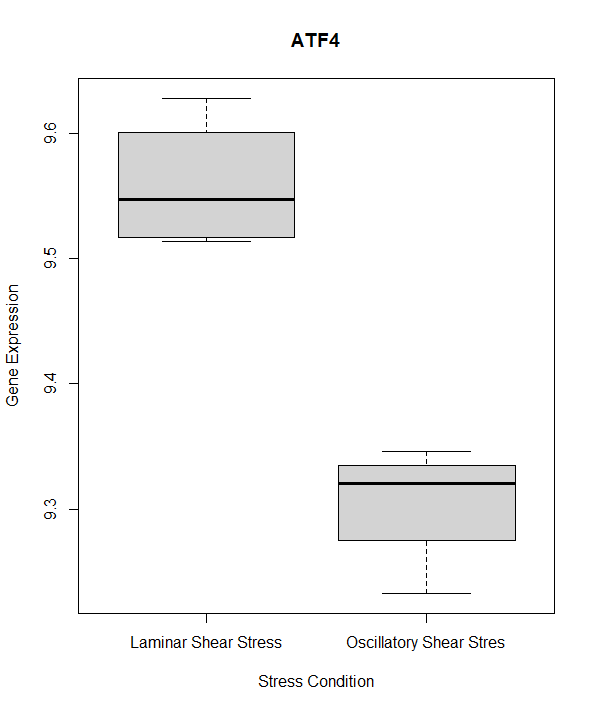 ATF4
Gene Expression
9.6
9.5
9.4
9.3
Laminar Shear Stress
Oscillatory Shear Stres
Stress Condition